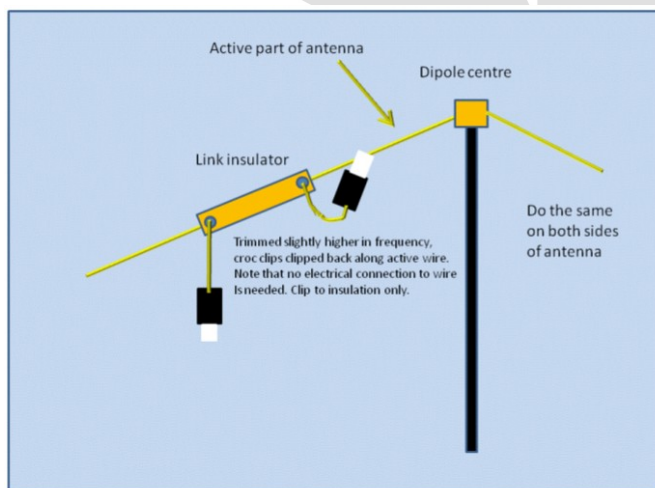 Active part of antenna
Dipole centre
Link insulator
Trimmed slightly higher in frequency,
croc clips clipped back along active wire.
Note that no electrical connection to wire
Is needed. Clip to insulation only.
Do the same
on both sides
of antenna